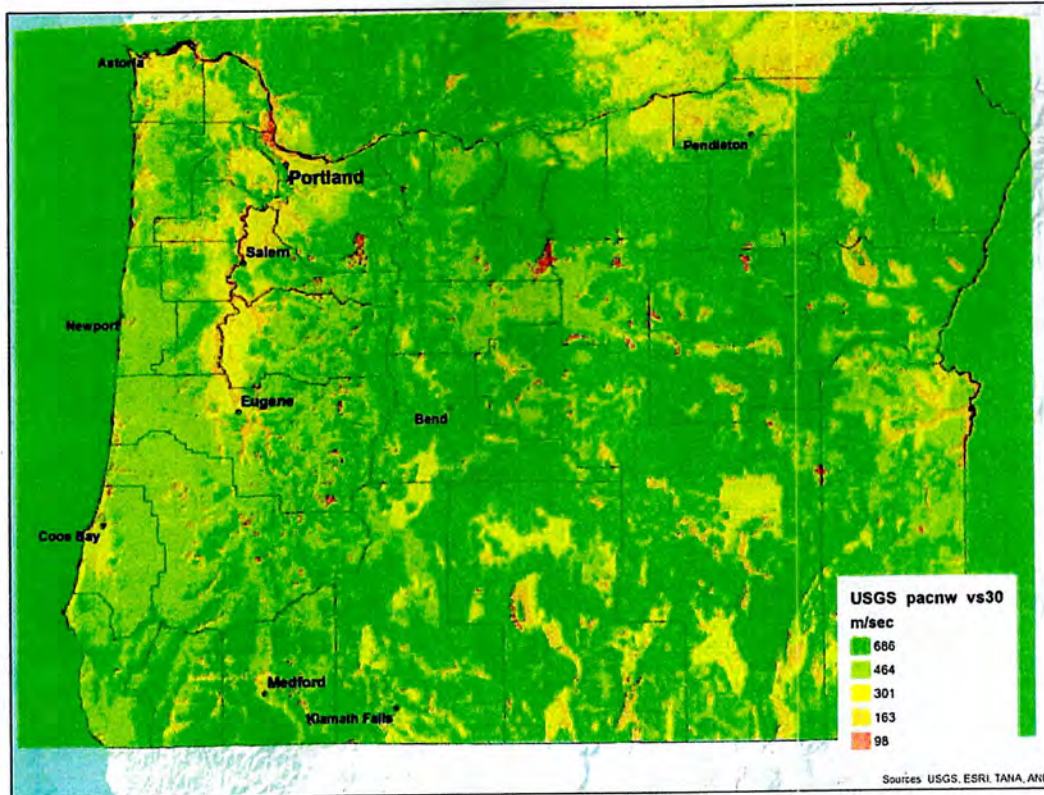 Astoria
Pendleton
Portland
Salem
Newport
Eugene
Bend
Coos Bay
Medford
Klamath Falls
USGS pacnw vs30
m/sec
686
464
301
163
98
Sources USGS, ESRI, TANA, AND